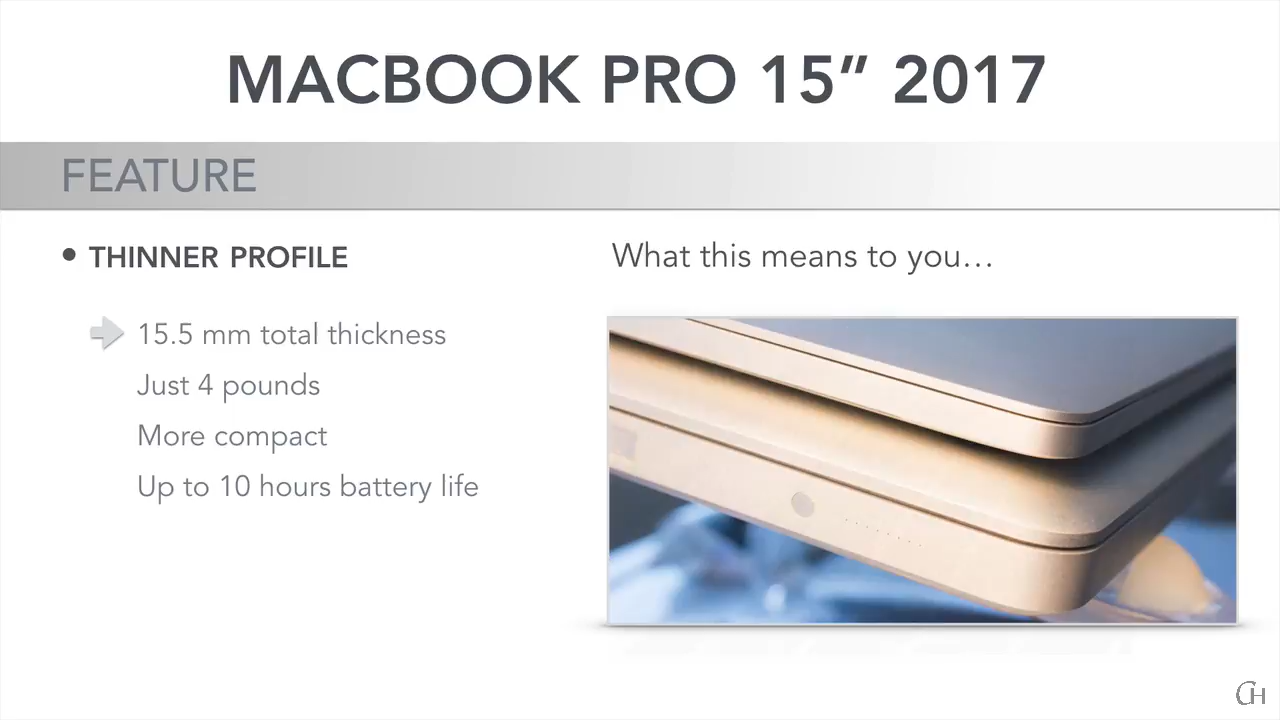 MACBOOK PRO 15” 2017
FEATURE
• THINNER PROFILE
What this means to you…
15.5 mm total thickness
Just 4 pounds
More compact
Up to 10 hours battery life
CH